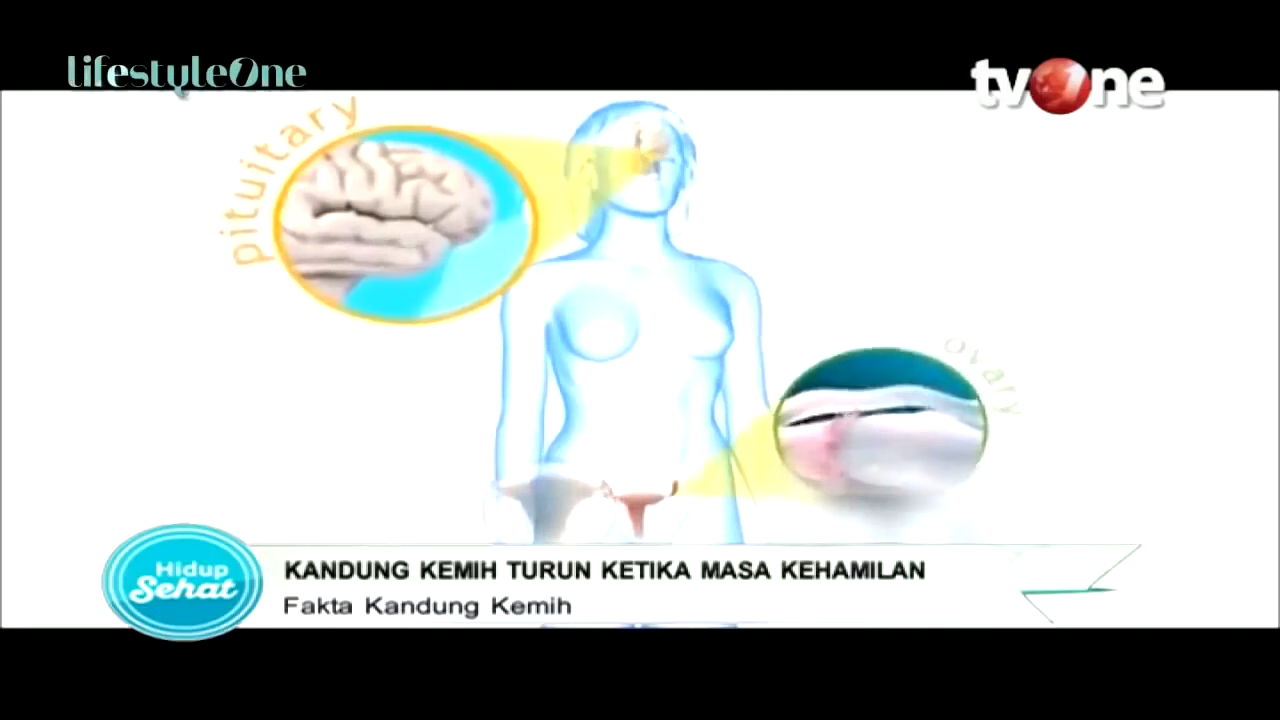 lifestyleOne
tvOne
pituitary
ovary
Hidup
Sehat
KANDUNG KEMIH TURUN KETIKA MASA KEHAMILAN
Fakta Kandung Kemih